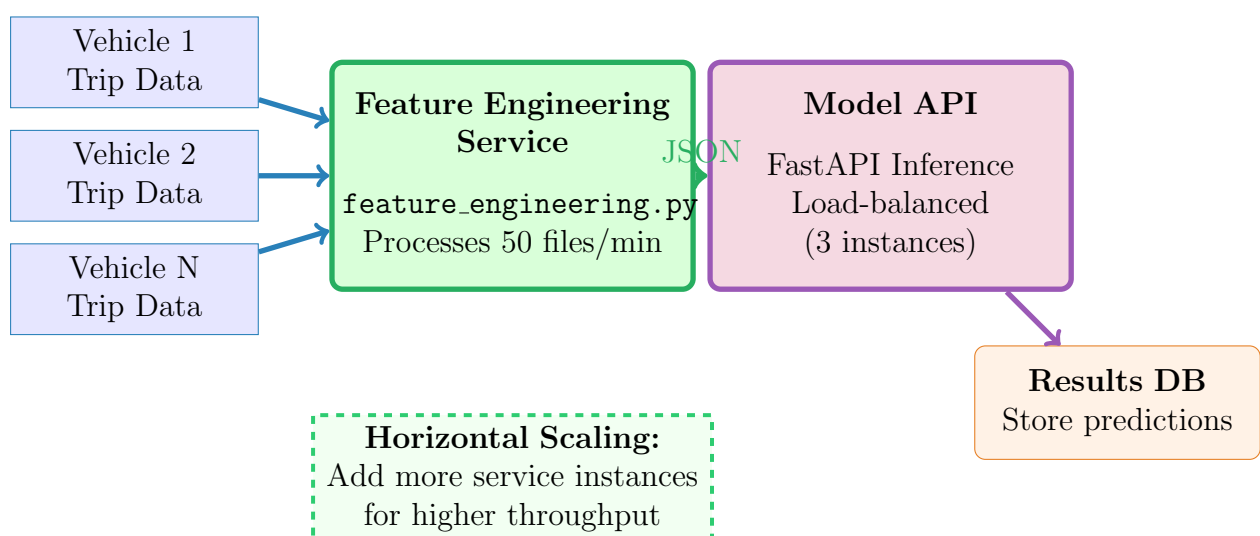 Vehicle 1
Trip Data
Vehicle 2
Trip Data
Vehicle N
Trip Data
Feature Engineering
Service
feature_engineering.py
Processes 50 files/min
JSON
Model API
FastAPI Inference
Load-balanced
(3 instances)
Results DB
Store predictions
Horizontal Scaling:
Add more service instances
for higher throughput